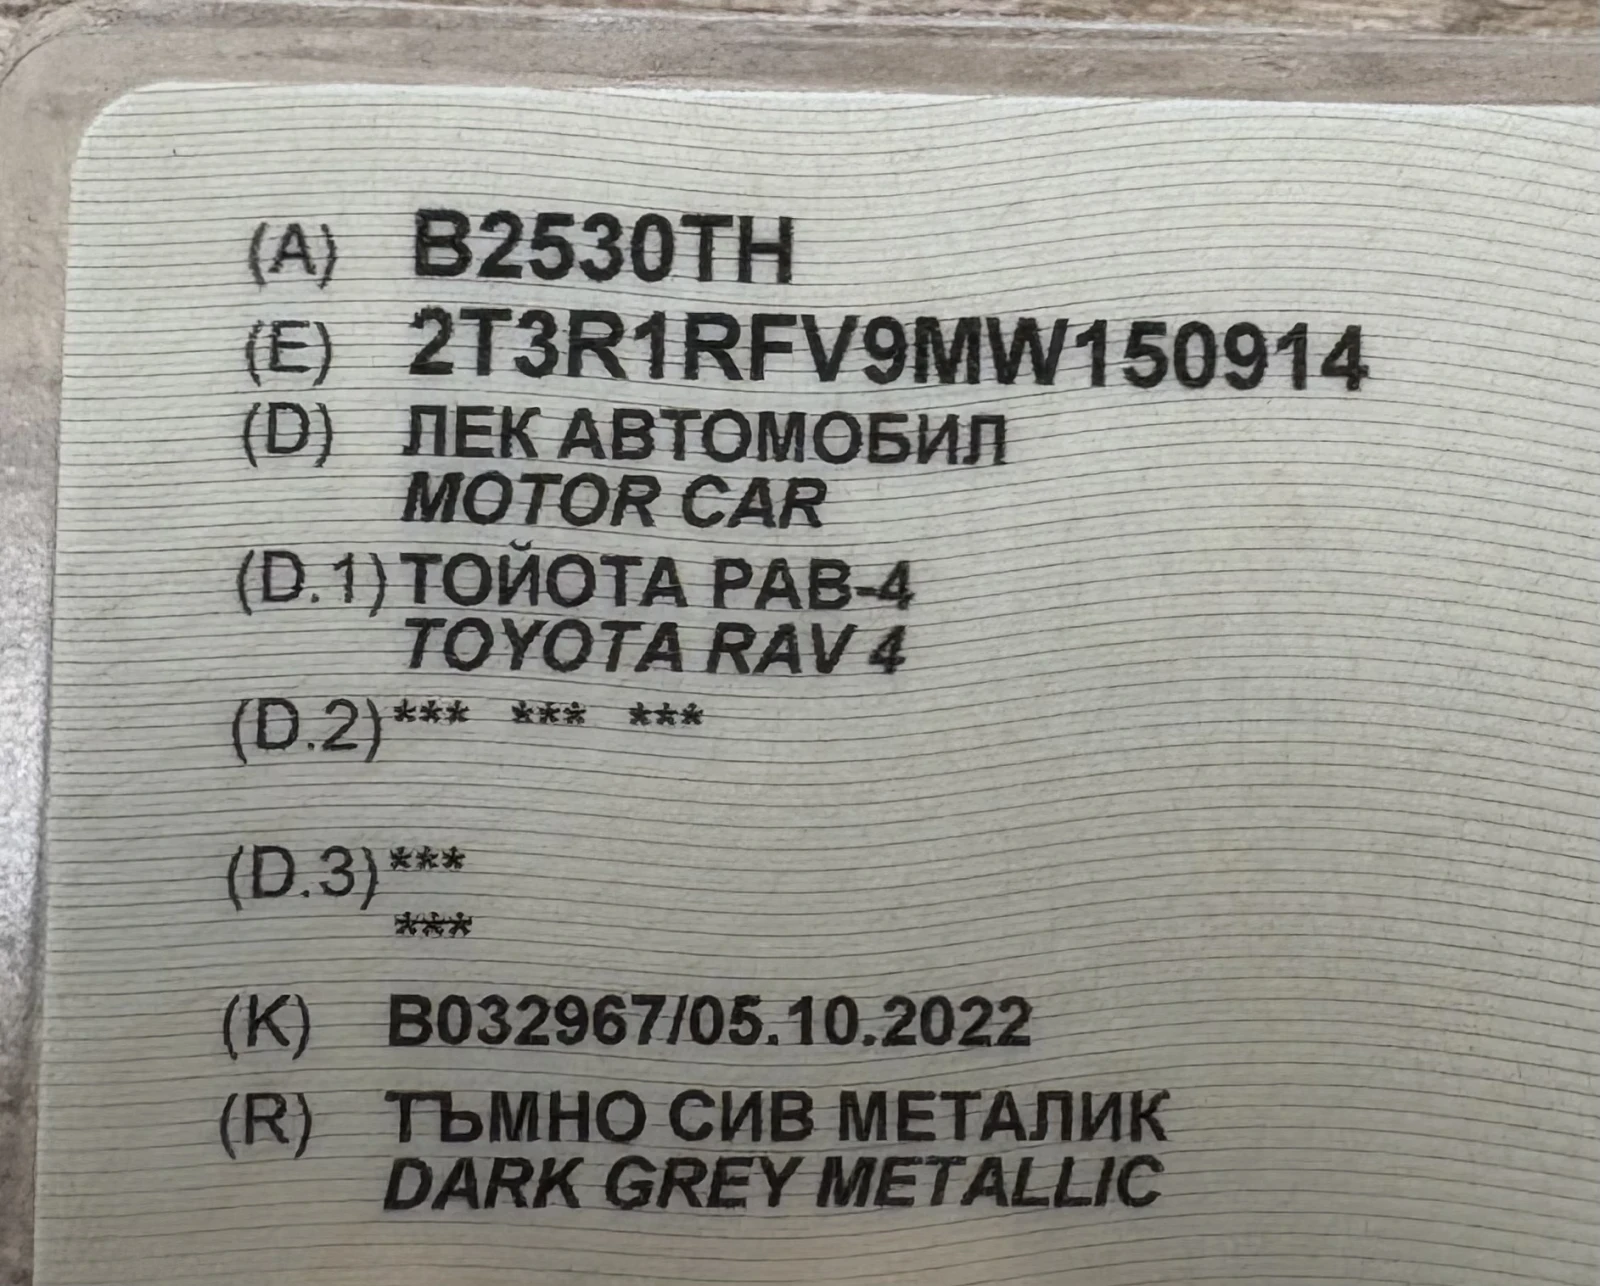 (A) B2530TH
(E) 2T3R1RFV9MW150914
(D) ЛЕК АВТОМОБИЛ
MOTOR CAR
(D.1) ТОЙОТА РАВ-4
TOYOTA RAV 4
(D.2) *** *** ***
(D.3) ***
***
(K) B032967/05.10.2022
(R) ТЪМНО СИВ МЕТАЛИК
DARK GREY METALLIC